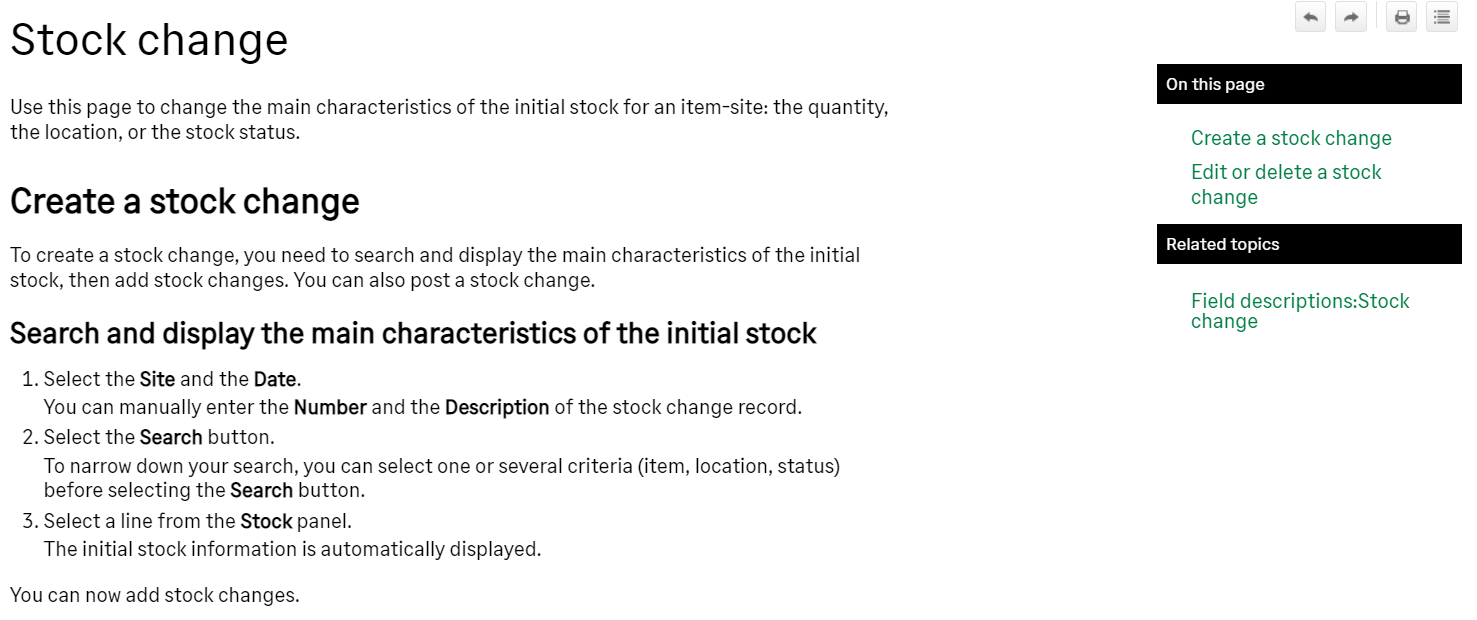 Stock change
Use this page to change the main characteristics of the initial stock for an item-site: the quantity,
the location, or the stock status.
Create a stock change
To create a stock change, you need to search and display the main characteristics of the initial
stock, then add stock changes. You can also post a stock change.
Search and display the main characteristics of the initial stock
1. Select the Site and the Date.
You can manually enter the Number and the Description of the stock change record.
2. Select the Search button.
To narrow down your search, you can select one or several criteria (item, location, status)
before selecting the Search button.
3. Select a line from the Stock panel.
The initial stock information is automatically displayed.
You can now add stock changes.
On this page
Create a stock change
Edit or delete a stock
change
Related topics
Field descriptions:Stock
change